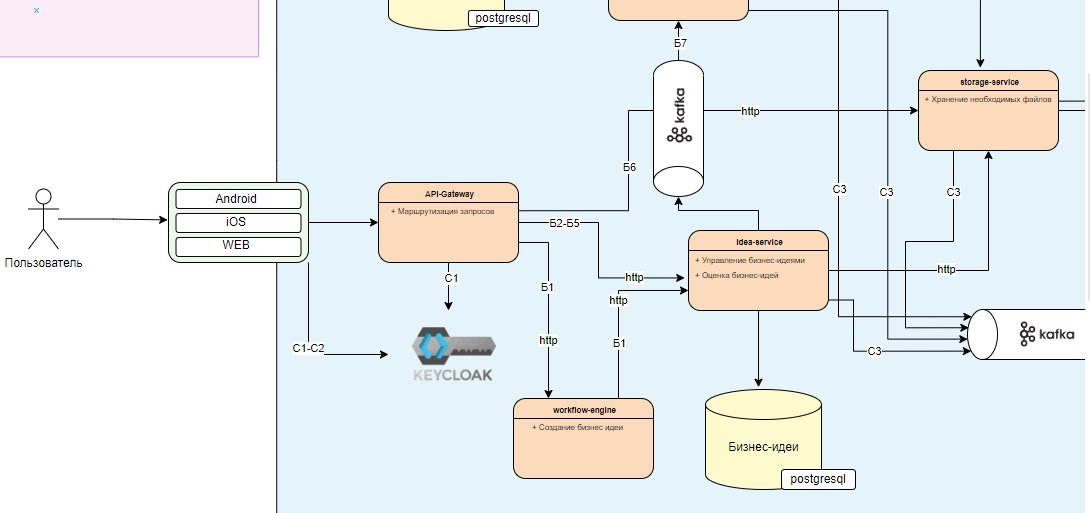 postgresql
Б7
kafka
http
storage-service
+ Хранение необходимых файлов
Б6
С3
С3
С3
Android
iOS
WEB
API-Gateway
+ Маршрутизация запросов
Б2-Б5
Пользователь
idea-service
+ Управление бизнес-идеями
+ Оценка бизнес-идей
http
http
С1
Б1
http
Б1
http
С1-С2
С3
kafka
KEYCLOAK
workflow-engine
+ Создание бизнес идеи
Бизнес-идеи
postgresql